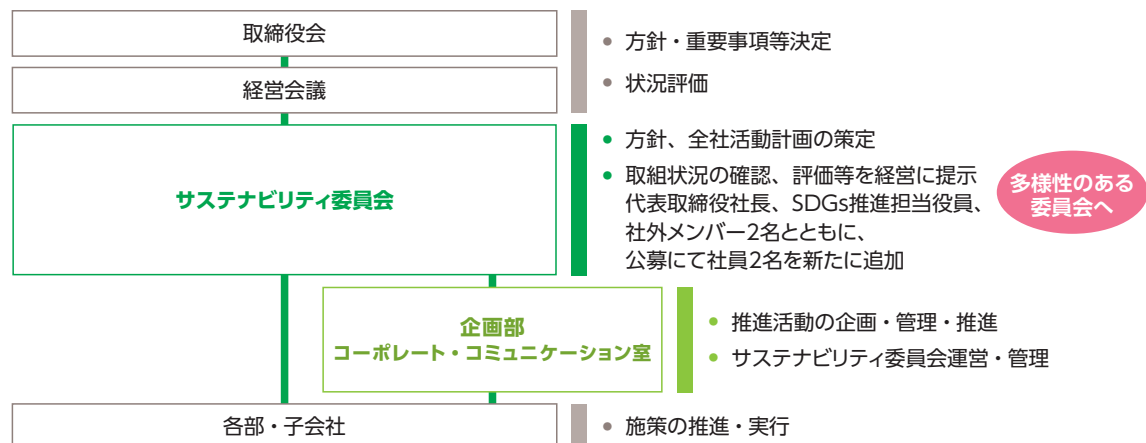 取締役会
経営会議
• 方針・重要事項等決定
• 状況評価
サステナビリティ委員会
• 方針、全社活動計画の策定
• 取組状況の確認、評価等を経営に提示
代表取締役社長、SDGs推進担当役員、
社外メンバー2名とともに、
公募にて社員2名を新たに追加
多様性のある
委員会へ
企画部
コーポレート・コミュニケーション室
• 推進活動の企画・管理・推進
• サステナビリティ委員会運営・管理
各部・子会社
• 施策の推進・実行